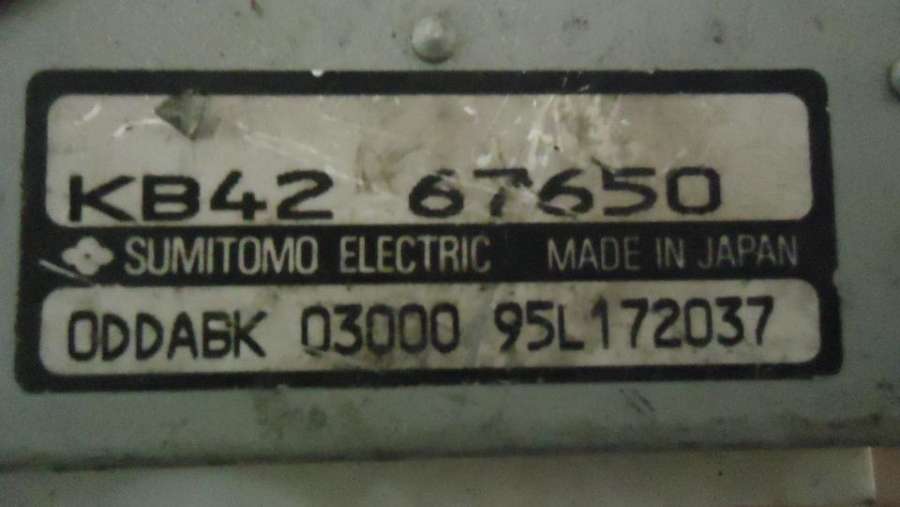 KB42 67650
SUMITOMO ELECTRIC MADE IN JAPAN
ODDABK 03000 95L172037